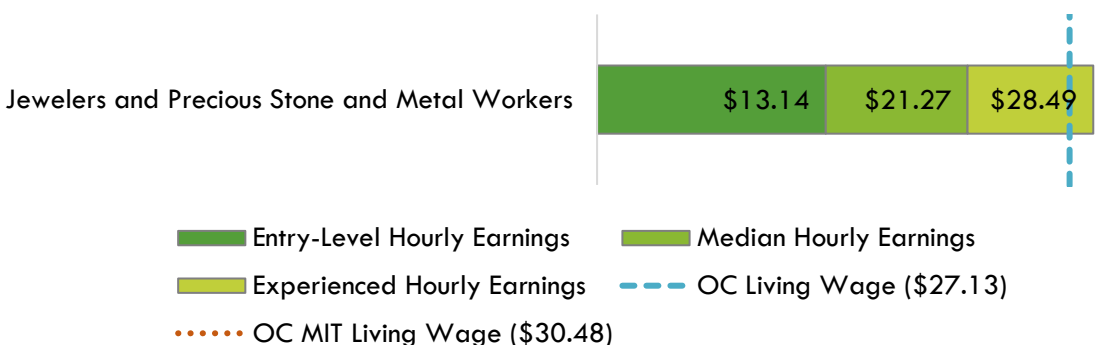 Jewelers and Precious Stone and Metal Workers $13.14 $21.27 $28.49
Entry-Level Hourly Earnings Median Hourly Earnings
Experienced Hourly Earnings OC Living Wage ($27.13)
OC MIT Living Wage ($30.48)